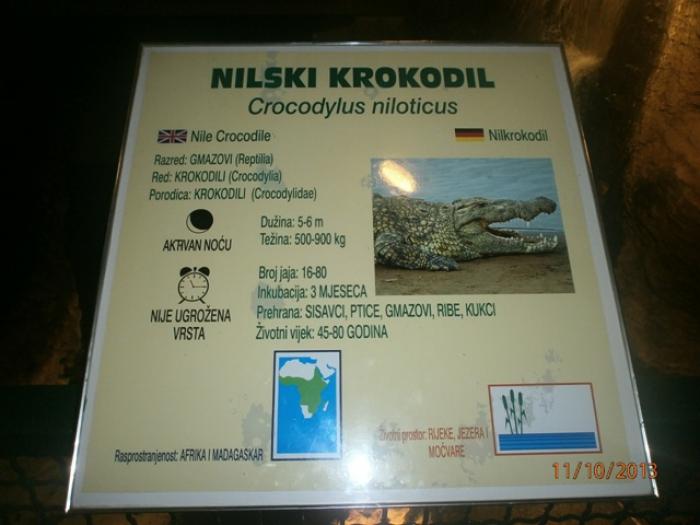 NILSKI KROKODIL
Crocodylus niloticus
Nile Crocodile
Nilkrokodil
Razred: GMAZOVI (Reptilia)
Red: KROKODILI (Crocodylia)
Porodica: KROKODILI (Crocodylidae)
AKTIVAN NOĆU
Dužina: 5-6 m
Težina: 500-900 kg
NIJE UGROŽENA
VRSTA
Broj jaja: 16-80
Inkubacija: 3 MJESECA
Prehrana: SISAVCI, PTICE, GMAZOVI, RIBE, KUKCI
Životni vijek: 45-80 GODINA
Rasprostranjenost: AFRIKA I MADAGASKAR
Životni prostor: RIJEKE, JEZERA I
MOČVARE
11/10/2013